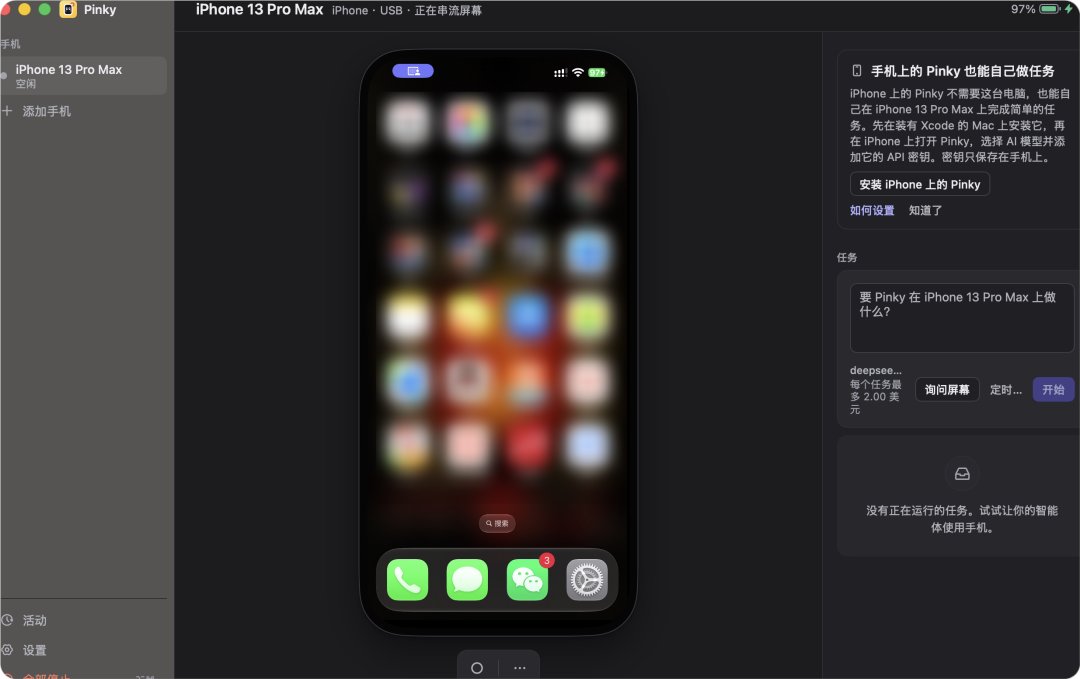 Pinky
iPhone 13 Pro Max
iPhone · USB · 正在串流屏幕
97%
手机
iPhone 13 Pro Max
空闲
添加手机
97
搜索
3
手机上的 Pinky 也能自己做任务
iPhone 上的 Pinky 不需要这台电脑，也能自
己在 iPhone 13 Pro Max 上完成简单的任
务。先在装有 Xcode 的 Mac 上安装它，再
在 iPhone 上打开 Pinky，选择 AI 模型并添
加它的 API 密钥。密钥只保存在手机上。
安装 iPhone 上的 Pinky
如何设置 知道了
任务
要 Pinky 在 iPhone 13 Pro Max 上做
什么?
deepsee...
每个任务最
多 2.00 美
元
询问屏幕
定时...
开始
没有正在运行的任务。试试让你的智能
体使用手机。
活动
设置
全部停止